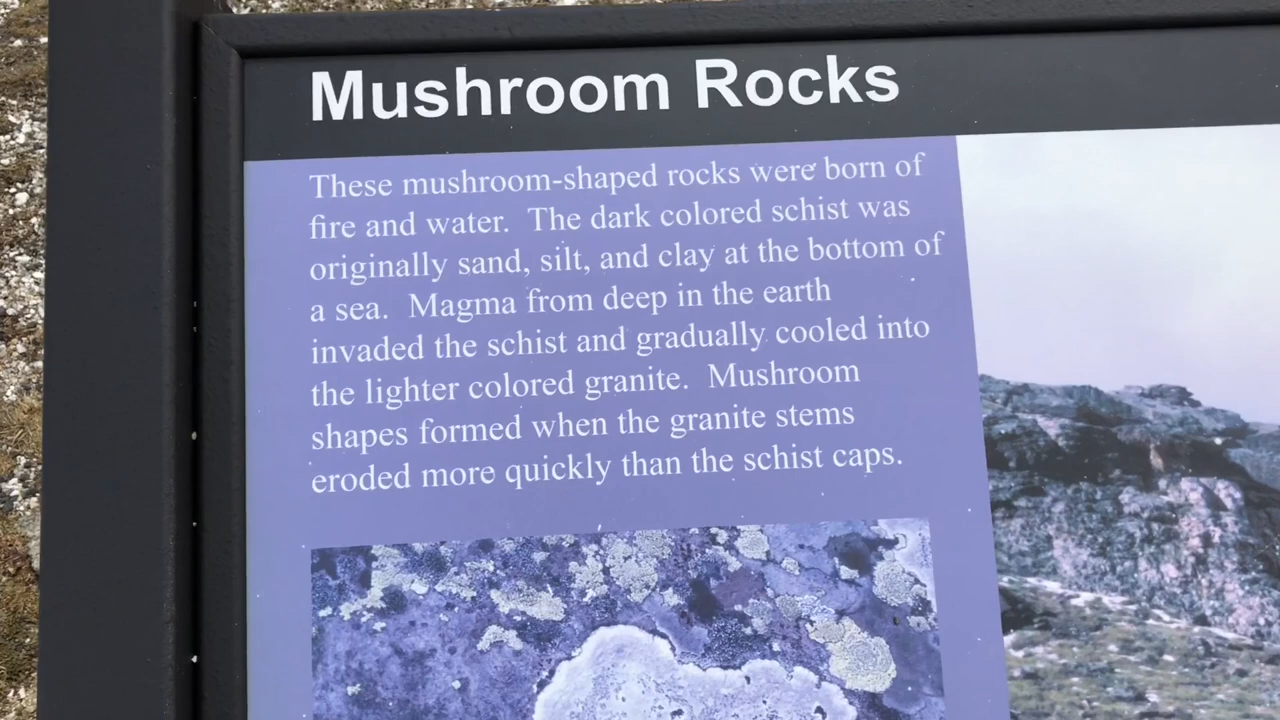 Mushroom Rocks
These mushroom-shaped rocks were born of
fire and water.  The dark colored schist was
originally sand, silt, and clay at the bottom of
a sea.  Magma from deep in the earth
invaded the schist and gradually cooled into
the lighter colored granite.  Mushroom
shapes formed when the granite stems
eroded more quickly than the schist caps.